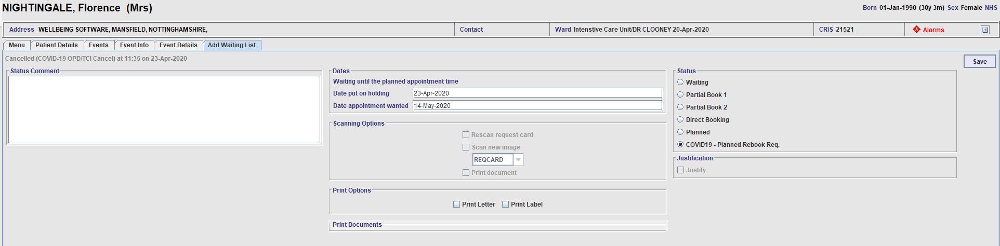 NIGHTINGALE, Florence (Mrs)
Born 01-Jan-1990 (30y 3m) Sex Female NHS
Address WELLBEING SOFTWARE, MANSFIELD, NOTTINGHAMSHIRE,
Contact
Ward Intenstive Care Unit/DR CLOONEY 20-Apr-2020
CRIS 21521
A Alarms
Menu
Patient Details
Events
Event Info
Event Details
Add Waiting List
Cancelled (COVID-19 OPD/TCI Cancel) at 11:35 on 23-Apr-2020
Save
Status Comment
Dates
Waiting until the planned appointment time
Date put on holding 23-Apr-2020
Date appointment wanted 14-May-2020
Scanning Options
Rescan request card
Scan new image
REQCARD
Print document
Print Options
Print Letter
Print Label
Print Documents
Status
Waiting
Partial Book 1
Partial Book 2
Direct Booking
Planned
COVID19 - Planned Rebook Req.
Justification
Justify